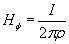 H_ϕ = I / 2πρ